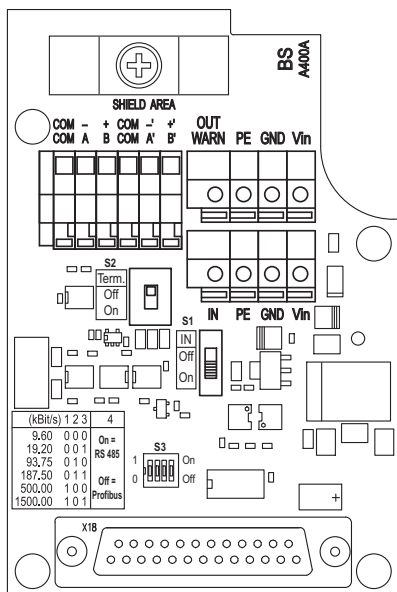 BS
A400A
SHIELD AREA
COM - + COM -' +'
COM A B COM A' B'
OUT
WARN PE GND Vin
S2
Term.
Off
On
IN PE GND Vin
S1
IN
Off
On
(kBit/s) 1 2 3 4
9.60 0 0 0
19.20 0 0 1
93.75 0 1 0
187.50 0 1 1
500.00 1 0 0
1500.00 1 0 1
On =
RS 485
Off =
Profibus
S3
1 On
0 Off
+
X18